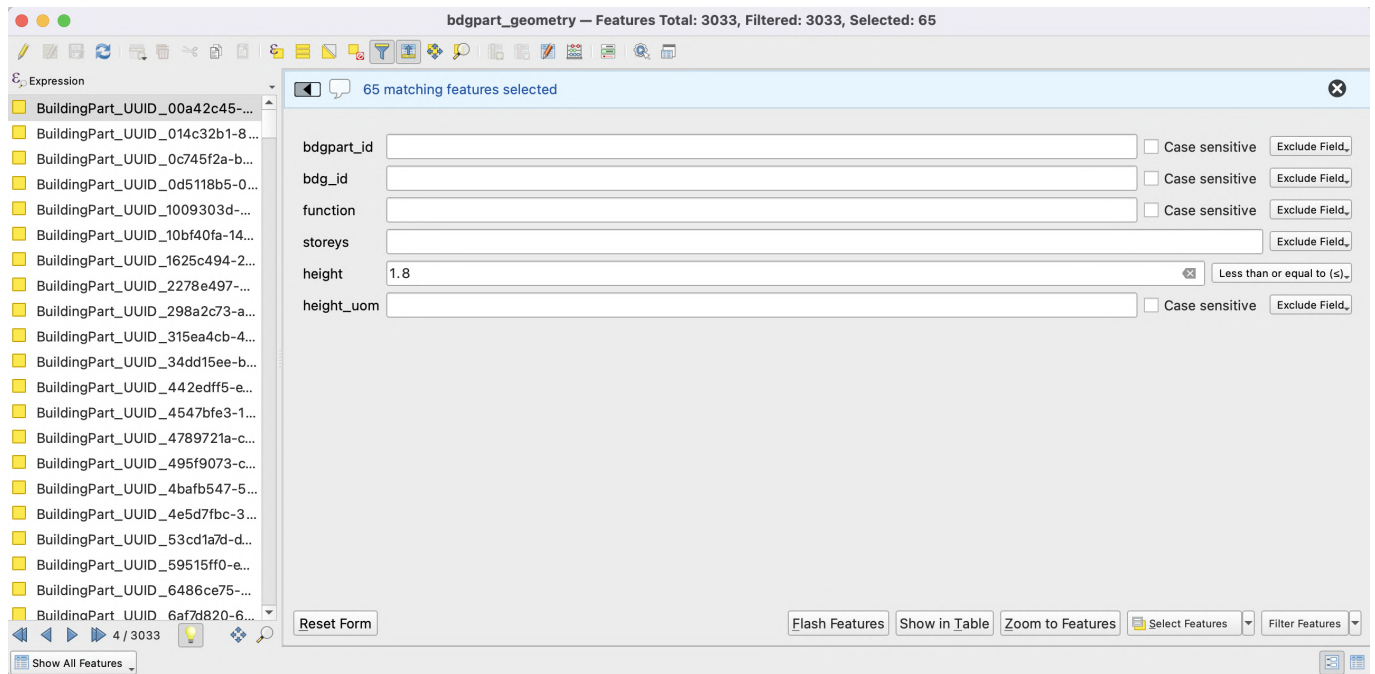 bdgpart_geometry — Features Total: 3033, Filtered: 3033, Selected: 65
Expression
65 matching features selected
BuildingPart_UUID_00a42c45-...
BuildingPart_UUID_014c32b1-8...
BuildingPart_UUID_0c745f2a-b...
BuildingPart_UUID_0d5118b5-0...
BuildingPart_UUID_1009303d-...
BuildingPart_UUID_10bf40fa-14...
BuildingPart_UUID_1625c494-2...
BuildingPart_UUID_2278e497-...
BuildingPart_UUID_298a2c73-a...
BuildingPart_UUID_315ea4cb-4...
BuildingPart_UUID_34dd15ee-b...
BuildingPart_UUID_442edff5-e...
BuildingPart_UUID_4547bfe3-1...
BuildingPart_UUID_4789721a-c...
BuildingPart_UUID_495f9073-c...
BuildingPart_UUID_4bafb547-5...
BuildingPart_UUID_4e5d7fbc-3...
BuildingPart_UUID_53cd1a7d-d...
BuildingPart_UUID_59515ff0-e...
BuildingPart_UUID_6486ce75-...
BuildingPart_UUID_6af7d820-6...
bdgpart_id Case sensitive Exclude Field
bdg_id Case sensitive Exclude Field
function Case sensitive Exclude Field
storeys Exclude Field
height 1.8 Less than or equal to (≤)
height_uom Case sensitive Exclude Field
4 / 3033
Reset Form Flash Features Show in Table Zoom to Features Select Features Filter Features
Show All Features